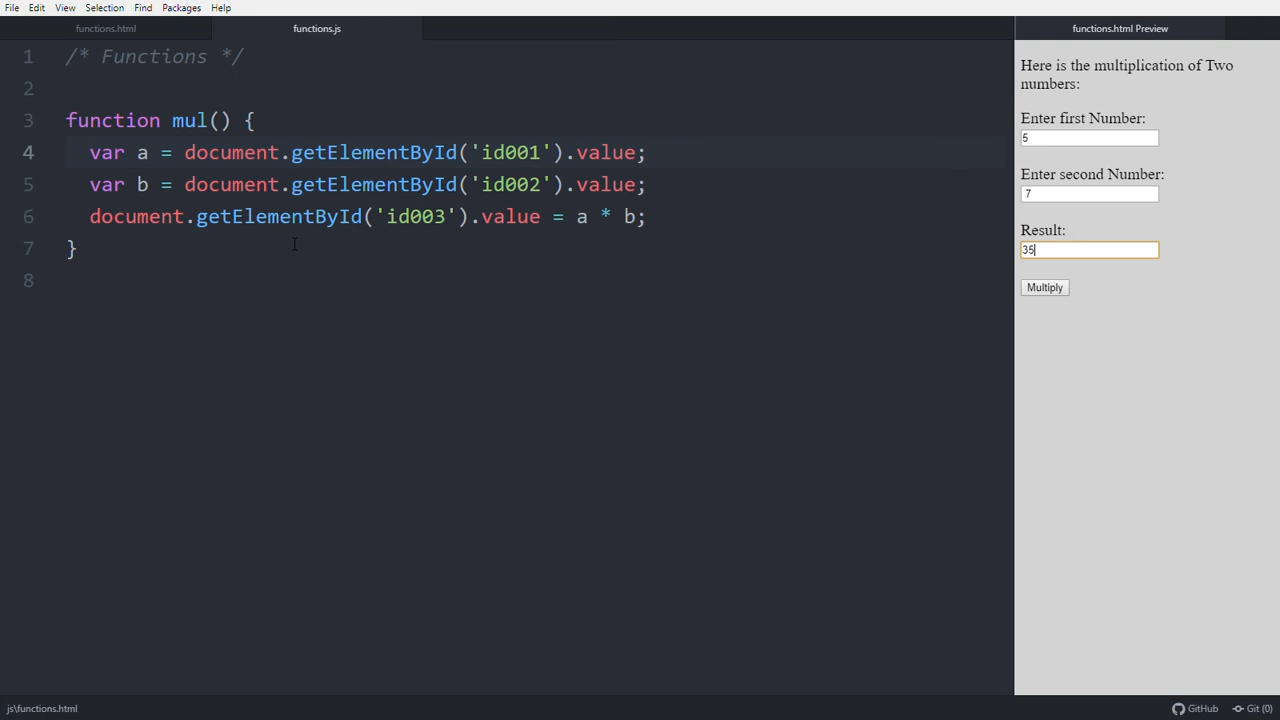 File Edit View Selection Find Packages Help
functions.html functions.js functions.html Preview
1 /* Functions */
2
3 function mul() {
4 var a = document.getElementById('id001').value;
5 var b = document.getElementById('id002').value;
6 document.getElementById('id003').value = a * b;
7 }
8
Here is the multiplication of Two
numbers:
Enter first Number:
5
Enter second Number:
7
Result:
35
Multiply
js\functions.html GitHub Git (0)